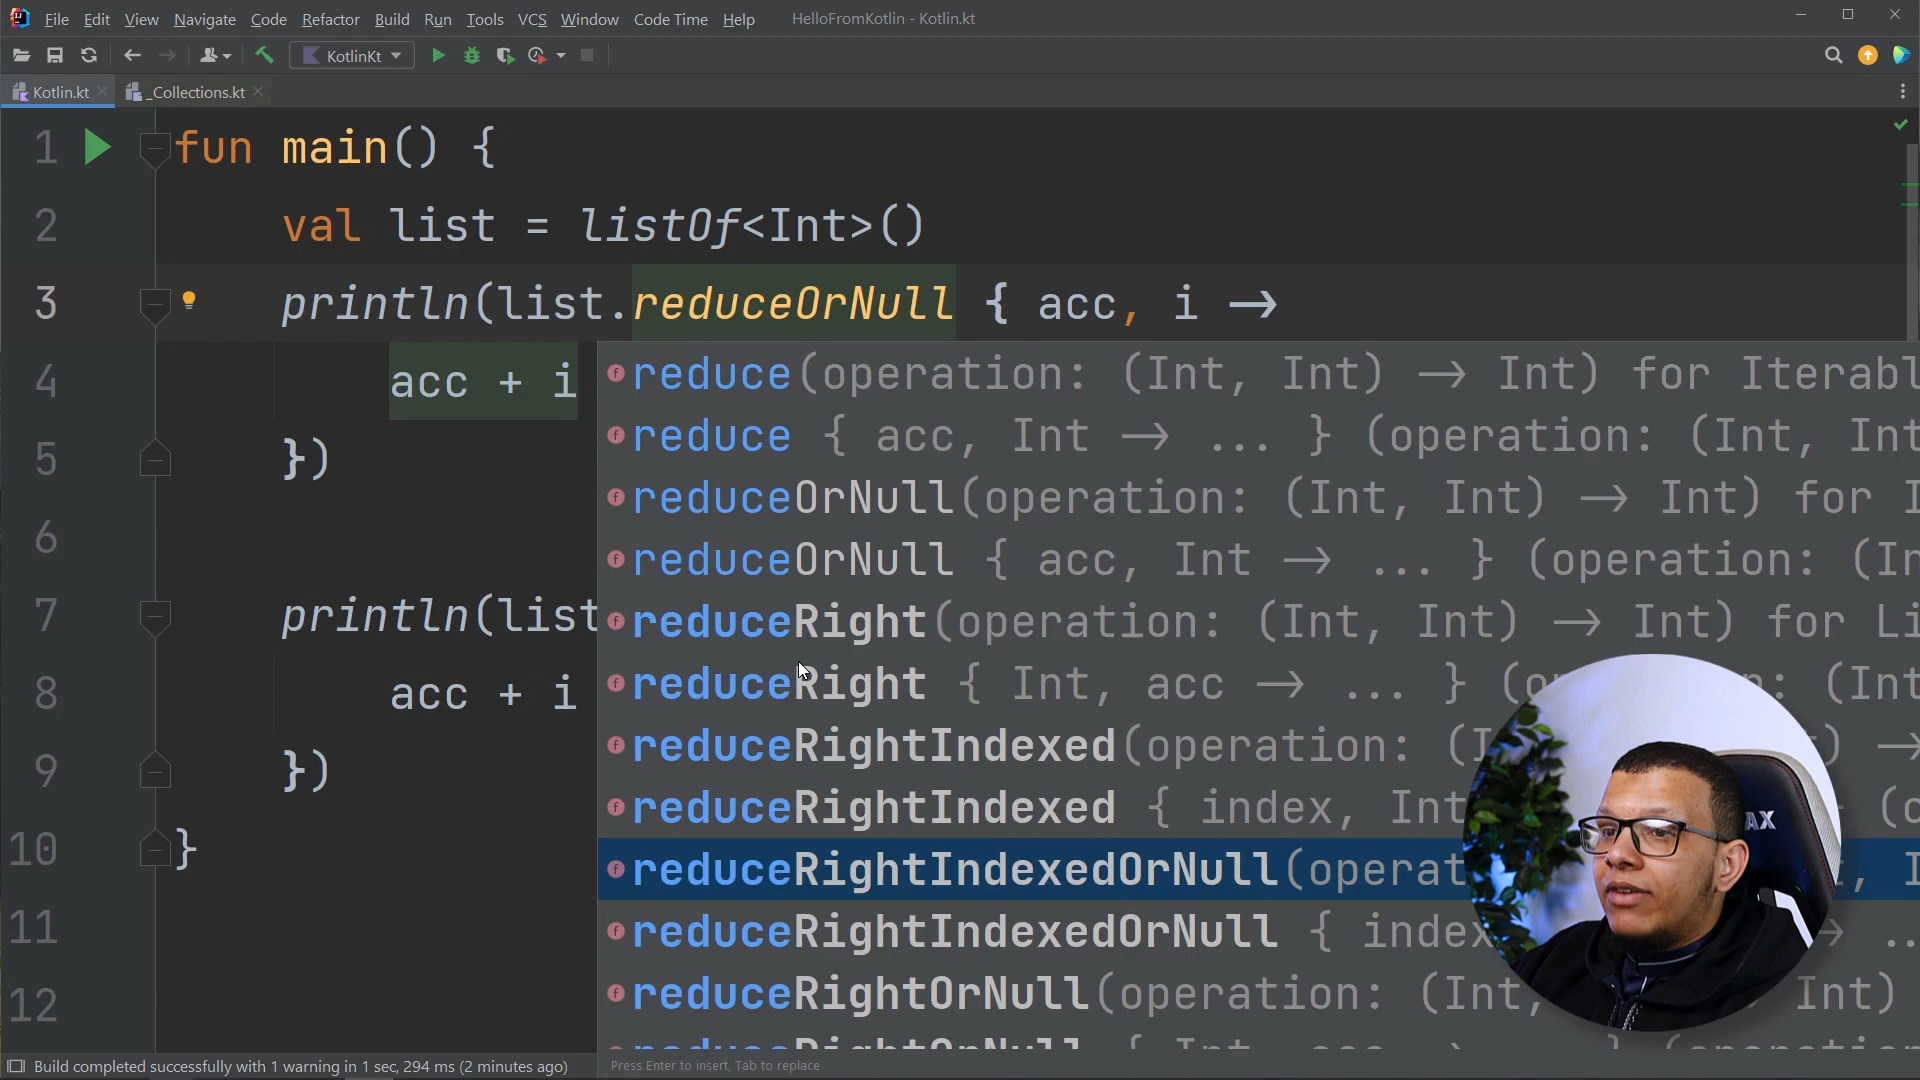 File Edit View Navigate Code Refactor Build Run Tools VCS Window Code Time Help HelloFromKotlin - Kotlin.kt
KotlinKt
Kotlin.kt _Collections.kt
1 fun main() {
2 val list = listOf<Int>()
3 println(list.reduceOrNull { acc, i ->
4 acc + i
5 })
6
7 println(list
8 acc + i
9 })
10 }
11
12
reduce(operation: (Int, Int) -> Int) for Iterabl
reduce { acc, Int -> ... } (operation: (Int, Int
reduceOrNull(operation: (Int, Int) -> Int) for I
reduceOrNull { acc, Int -> ... } (operation: (In
reduceRight(operation: (Int, Int) -> Int) for Li
reduceRight { Int, acc -> ... } (op : (Int
reduceRightIndexed(operation: (I ) ->
reduceRightIndexed { index, Int (o
reduceRightIndexedOrNull(operat , I
reduceRightIndexedOrNull { index -> ..
reduceRightOrNull(operation: (Int, Int)
AX
Build completed successfully with 1 warning in 1 sec, 294 ms (2 minutes ago)
Press Enter to insert, Tab to replace